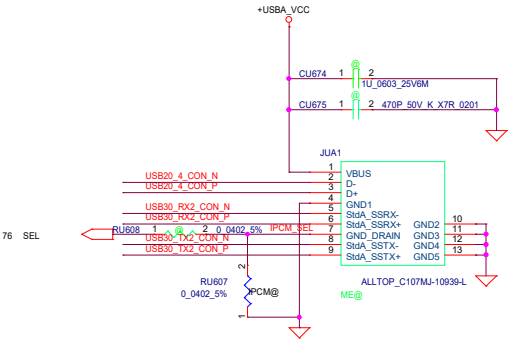 +USBA_VCC
@
CU674 1 2
1U_0603_25V6M
@
CU675 1 2 470P_50V_K_X7R_0201
JUA1
1 VBUS
USB20_4_CON_N 2 D-
USB20_4_CON_P 3 D+
4 GND1
USB30_RX2_CON_N 5 StdA_SSRX-
USB30_RX2_CON_P 6 StdA_SSRX+ GND2 10
76 SEL RU608 1 @ 2 0_0402_5% IPCM_SEL 7 GND_DRAIN GND3 11
USB30_TX2_CON_N 8 StdA_SSTX- GND4 12
USB30_TX2_CON_P 9 StdA_SSTX+ GND5 13
2
RU607 IPCM@ ALLTOP_C107MJ-10939-L
0_0402_5% ME@
1